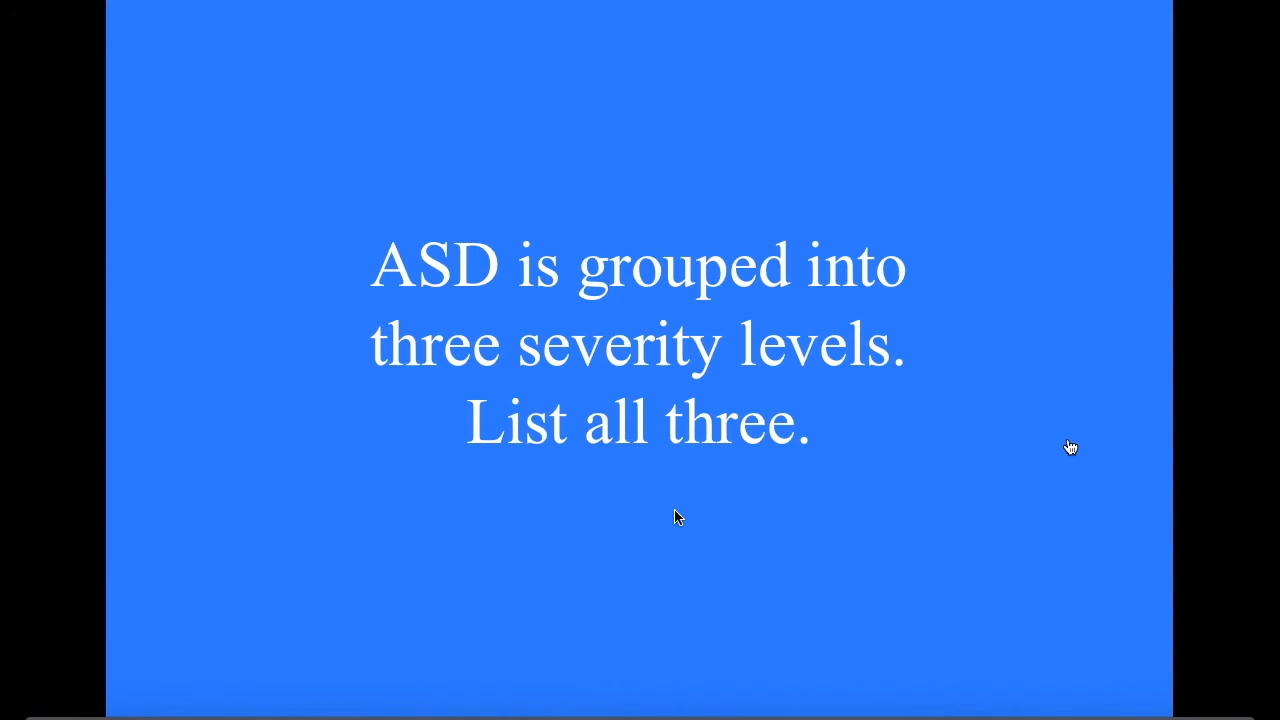 ASD is grouped into
three severity levels.
List all three.